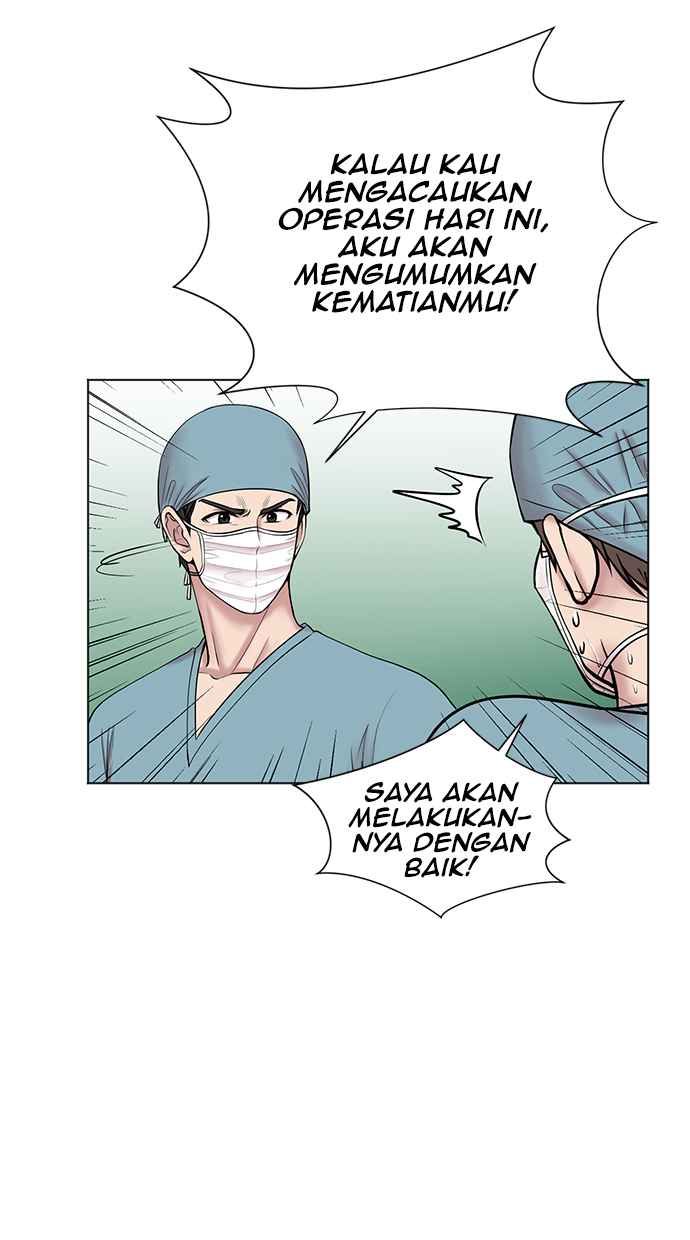 KALAU KAU
MENGACAUKAN
OPERASI HARI INI,
AKU AKAN
MENGUMUMKAN
KEMATIANMU!
SAYA AKAN
MELAKUKAN-
NYA DENGAN
BAIK!